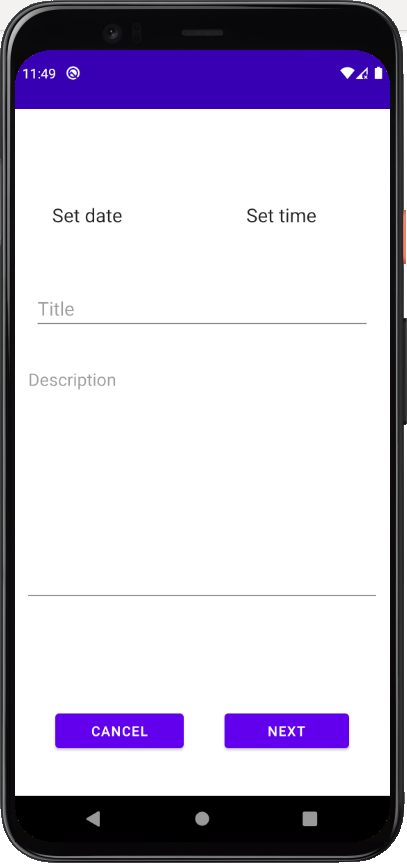 11:49
Set date Set time
Title
Description
CANCEL NEXT